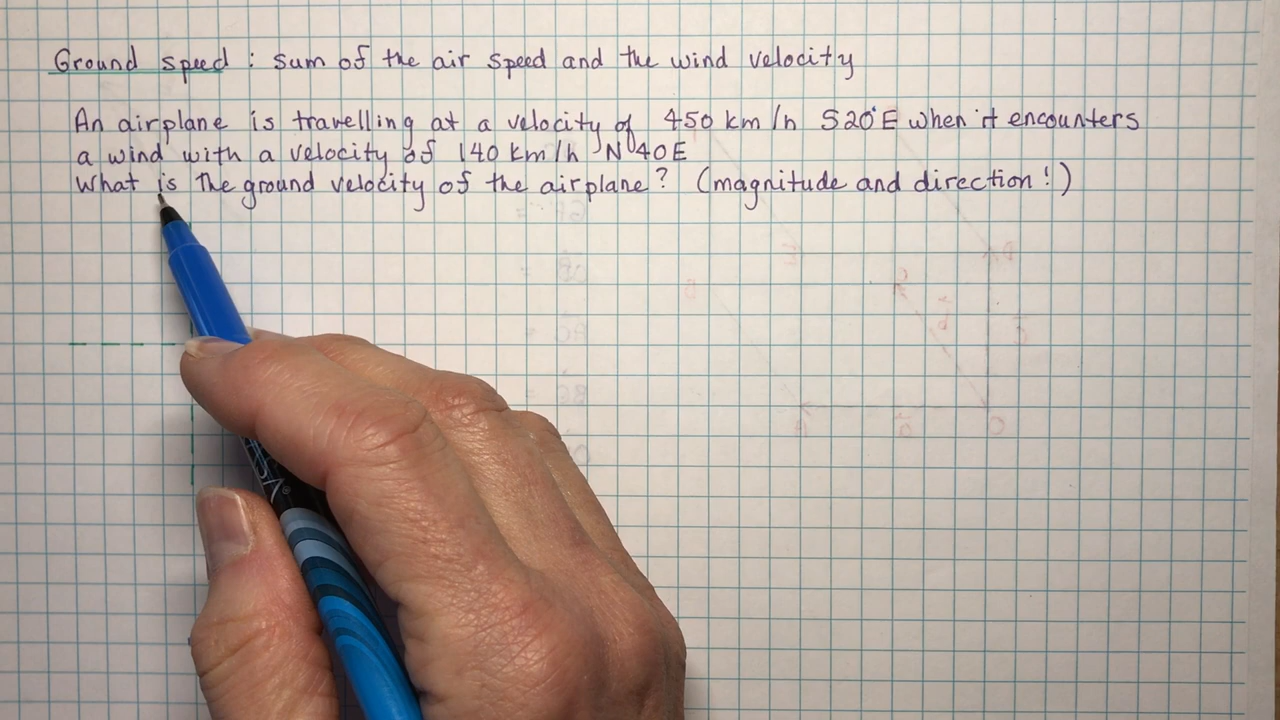 Ground speed : sum of the air speed and the wind velocity
An airplane is travelling at a velocity of 450 km/h S20°E when it encounters
a wind with a velocity of 140 km/h N40E
What is the ground velocity of the airplane? (magnitude and direction!)